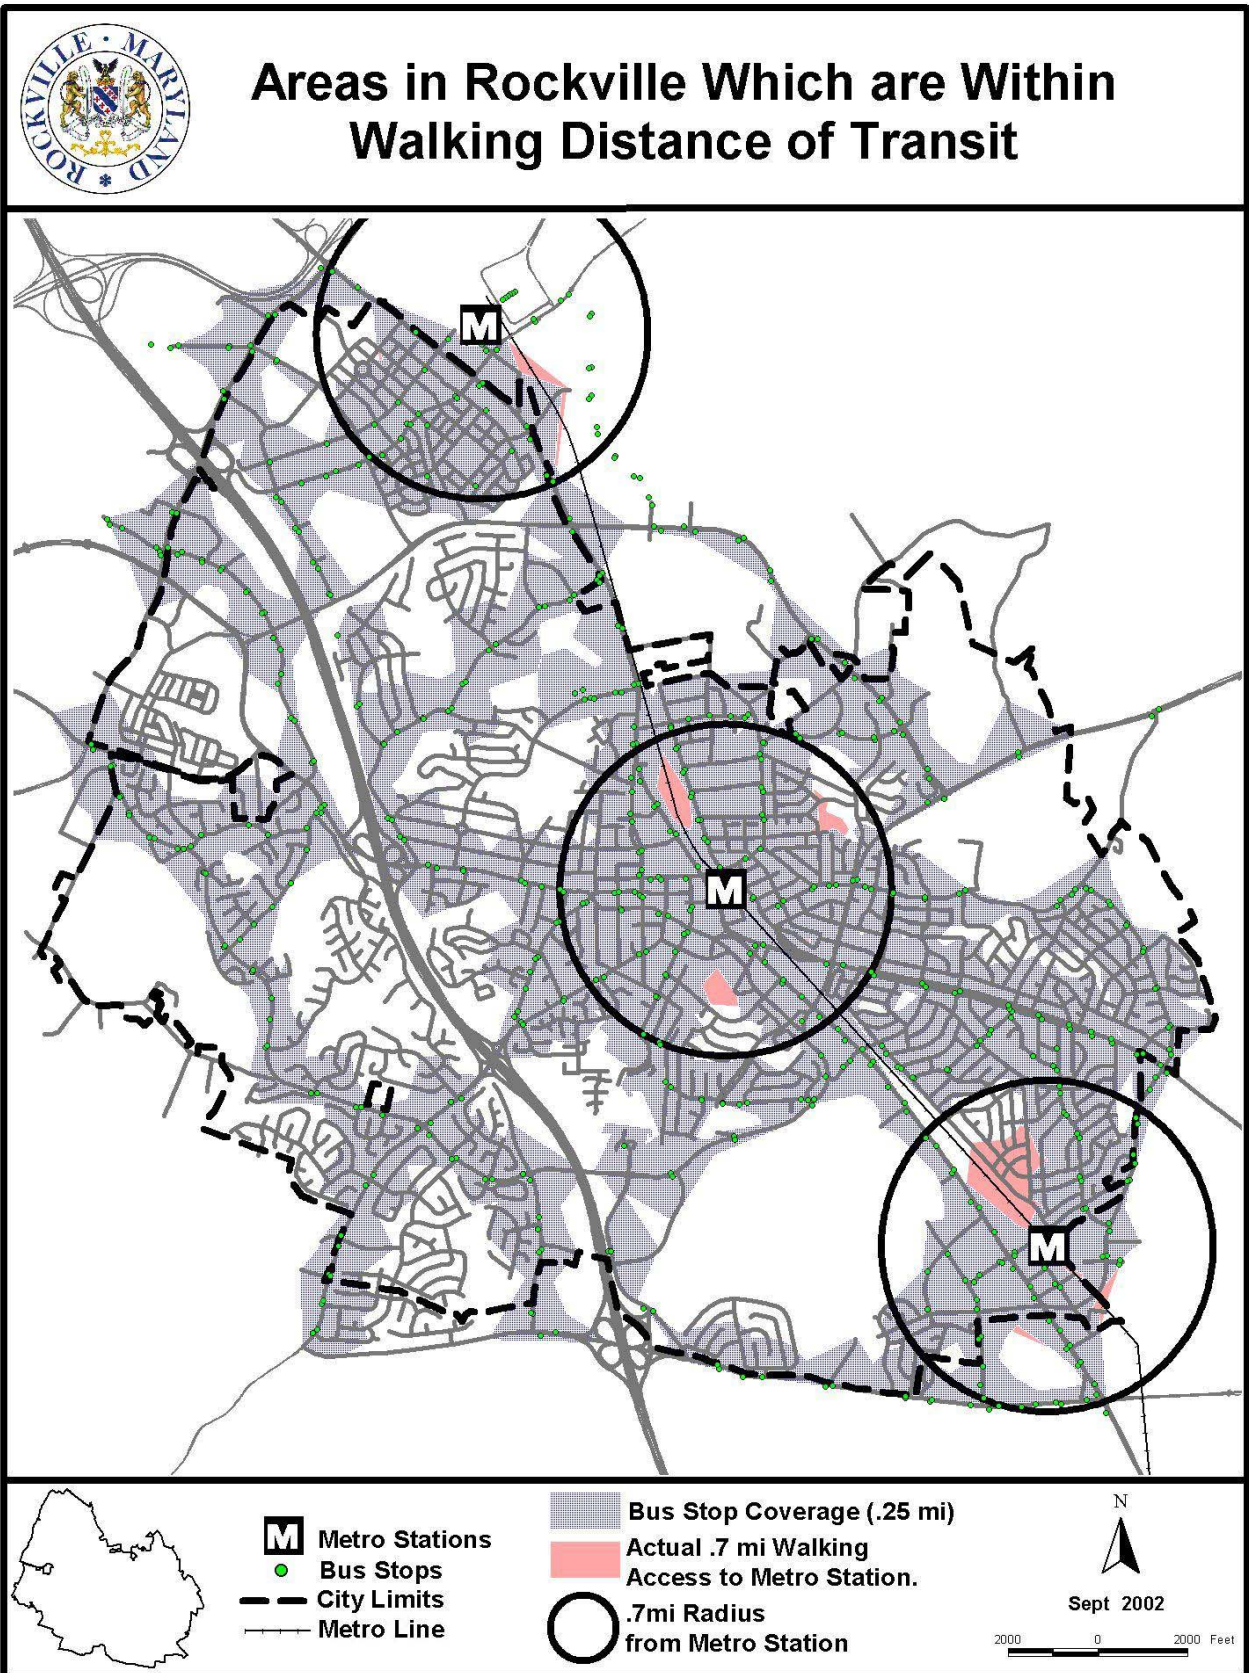 ROCKVILLE · MARYLAND
Areas in Rockville Which are Within
Walking Distance of Transit
M
M
M
M Metro Stations
Bus Stops
City Limits
Metro Line
Bus Stop Coverage (.25 mi)
Actual .7 mi Walking
Access to Metro Station.
.7mi Radius
from Metro Station
N
Sept 2002
2000 0 2000 Feet